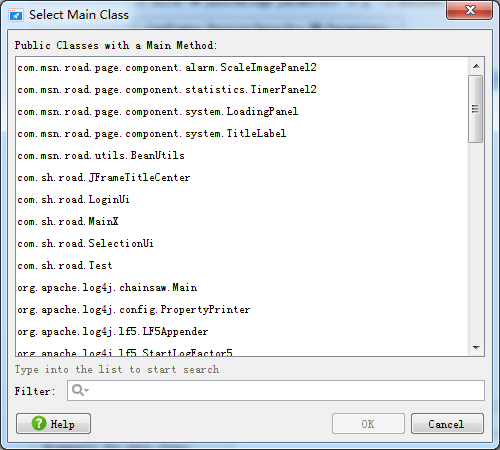 Select Main Class
Public Classes with a Main Method:
com.msn.road.page.component.alarm.ScaleImagePanel2
com.msn.road.page.component.statistics.TimerPanel2
com.msn.road.page.component.system.LoadingPanel
com.msn.road.page.component.system.TitleLabel
com.msn.road.utils.BeanUtils
com.sh.road.JFrameTitleCenter
com.sh.road.LoginUi
com.sh.road.MainX
com.sh.road.SelectionUi
com.sh.road.Test
org.apache.log4j.chainsaw.Main
org.apache.log4j.config.PropertyPrinter
org.apache.log4j.lf5.LF5Appender
org.apache.log4j.lf5.StartLogFactor5
Type into the list to start search
Filter:
Help
OK
Cancel